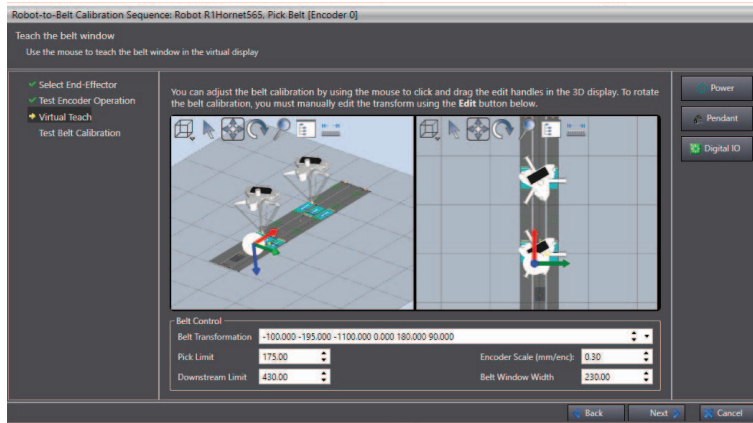 Robot-to-Belt Calibration Sequence: Robot R1Hornet565, Pick Belt [Encoder 0]
Teach the belt window
Use the mouse to teach the belt window in the virtual display
Select End-Effector
Test Encoder Operation
Virtual Teach
Test Belt Calibration
You can adjust the belt calibration by using the mouse to click and drag the edit handles in the 3D display. To rotate
the belt calibration, you must manually edit the transform using the Edit button below.
Power
Pendant
Digital IO
Belt Control
Belt Transformation -100.000 -195.000 -1100.000 0.000 180.000 90.000
Pick Limit 175.00 Encoder Scale (mm/enc): 0.30
Downstream Limit 430.00 Belt Window Width 230.00
Back Next Cancel